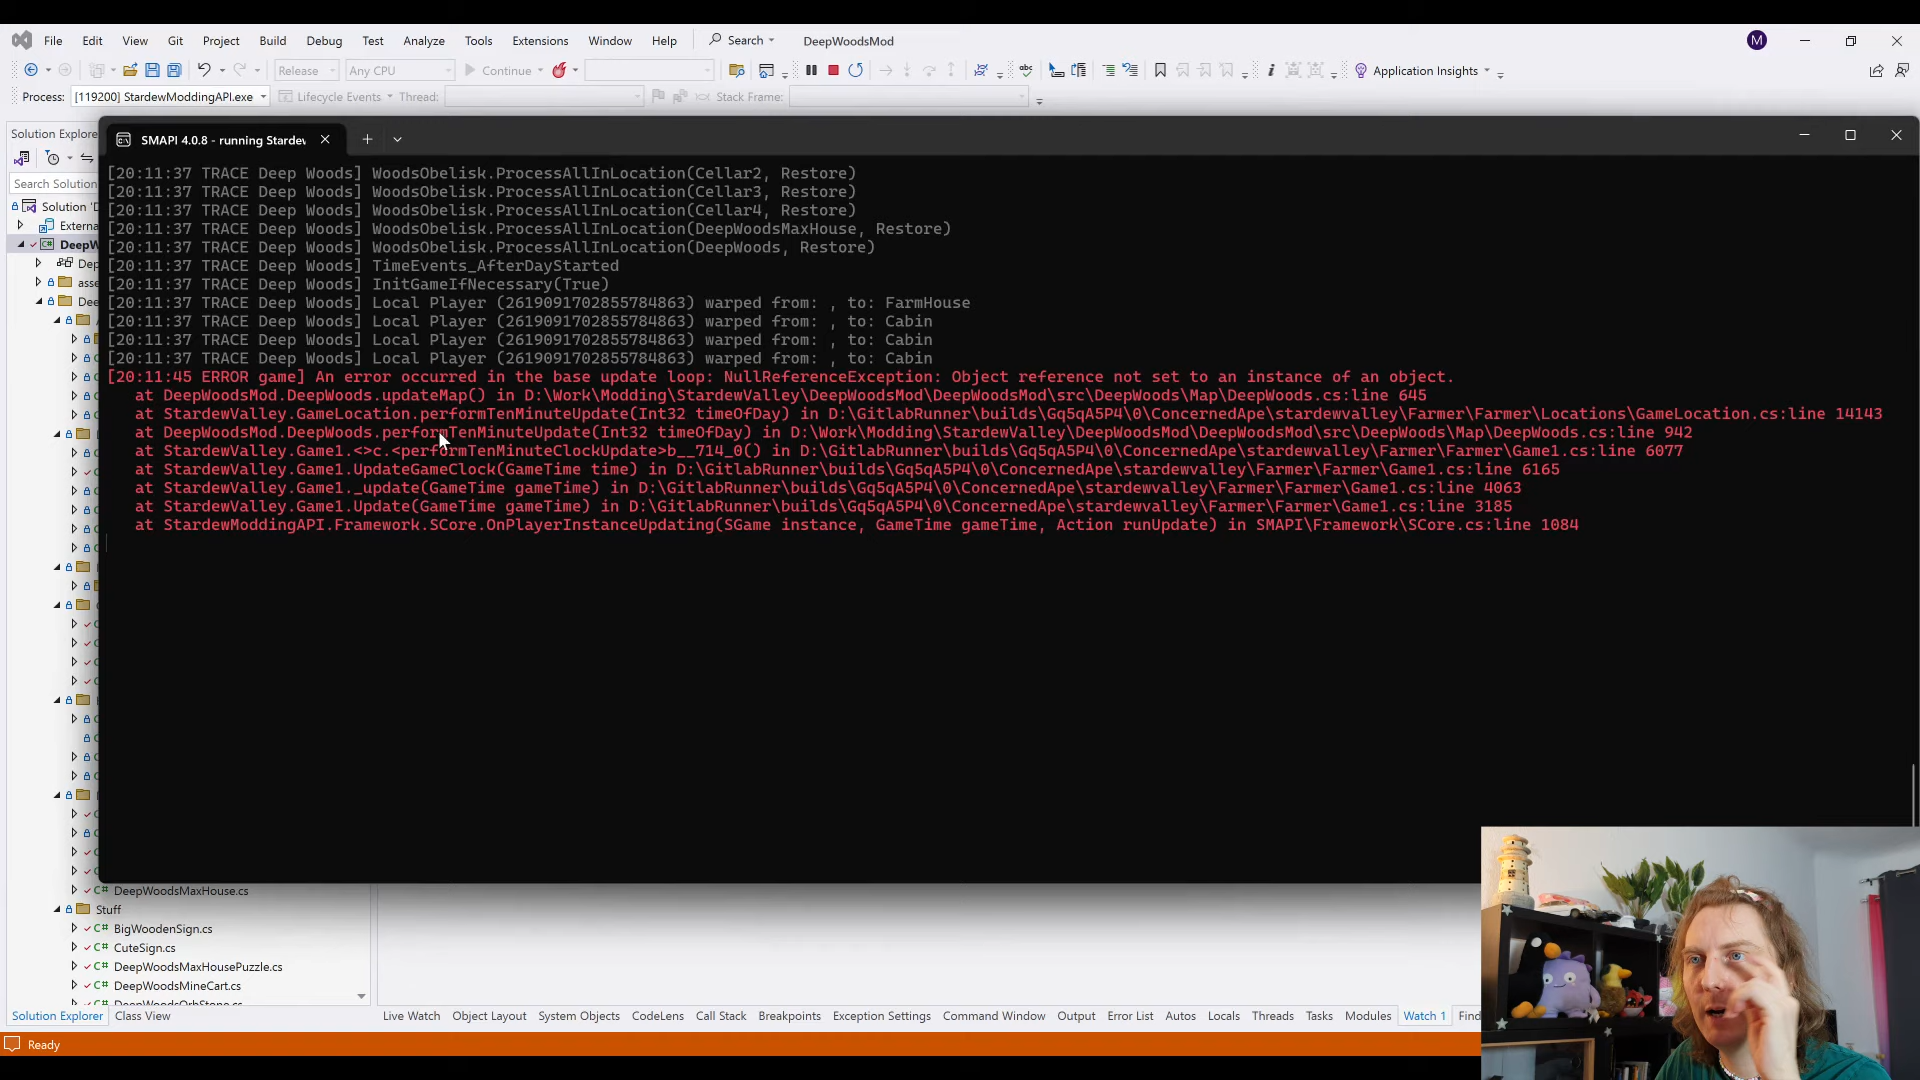 File Edit View Git Project Build Debug Test Analyze Tools Extensions Window Help Search DeepWoodsMod M
Release Any CPU Continue Application Insights
Process: [119200] StardewModdingAPI.exe Lifecycle Events Thread: Stack Frame:
Solution Explore
SMAPI 4.0.8 - running Stardev
Search Solution
Solution 'D
Externa
DeepW
Dep
asse
Dee
[20:11:37 TRACE Deep Woods] WoodsObelisk.ProcessAllInLocation(Cellar2, Restore)
[20:11:37 TRACE Deep Woods] WoodsObelisk.ProcessAllInLocation(Cellar3, Restore)
[20:11:37 TRACE Deep Woods] WoodsObelisk.ProcessAllInLocation(Cellar4, Restore)
[20:11:37 TRACE Deep Woods] WoodsObelisk.ProcessAllInLocation(DeepWoodsMaxHouse, Restore)
[20:11:37 TRACE Deep Woods] WoodsObelisk.ProcessAllInLocation(DeepWoods, Restore)
[20:11:37 TRACE Deep Woods] TimeEvents_AfterDayStarted
[20:11:37 TRACE Deep Woods] InitGameIfNecessary(True)
[20:11:37 TRACE Deep Woods] Local Player (2619091702855784863) warped from: , to: FarmHouse
[20:11:37 TRACE Deep Woods] Local Player (2619091702855784863) warped from: , to: Cabin
[20:11:37 TRACE Deep Woods] Local Player (2619091702855784863) warped from: , to: Cabin
[20:11:37 TRACE Deep Woods] Local Player (2619091702855784863) warped from: , to: Cabin
[20:11:45 ERROR game] An error occurred in the base update loop: NullReferenceException: Object reference not set to an instance of an object.
at DeepWoodsMod.DeepWoods.updateMap() in D:\Work\Modding\StardewValley\DeepWoodsMod\DeepWoodsMod\src\DeepWoods\Map\DeepWoods.cs:line 645
at StardewValley.GameLocation.performTenMinuteUpdate(Int32 timeOfDay) in D:\GitlabRunner\builds\Gq5qA5P4\0\ConcernedApe\stardewvalley\Farmer\Farmer\Locations\GameLocation.cs:line 14143
at DeepWoodsMod.DeepWoods.performTenMinuteUpdate(Int32 timeOfDay) in D:\Work\Modding\StardewValley\DeepWoodsMod\DeepWoodsMod\src\DeepWoods\Map\DeepWoods.cs:line 942
at StardewValley.Game1.<>c.<performTenMinuteClockUpdate>b__714_0() in D:\GitlabRunner\builds\Gq5qA5P4\0\ConcernedApe\stardewvalley\Farmer\Farmer\Game1.cs:line 6077
at StardewValley.Game1.UpdateGameClock(GameTime time) in D:\GitlabRunner\builds\Gq5qA5P4\0\ConcernedApe\stardewvalley\Farmer\Farmer\Game1.cs:line 6165
at StardewValley.Game1._update(GameTime gameTime) in D:\GitlabRunner\builds\Gq5qA5P4\0\ConcernedApe\stardewvalley\Farmer\Farmer\Game1.cs:line 4063
at StardewValley.Game1.Update(GameTime gameTime) in D:\GitlabRunner\builds\Gq5qA5P4\0\ConcernedApe\stardewvalley\Farmer\Farmer\Game1.cs:line 3185
at StardewModdingAPI.Framework.SCore.OnPlayerInstanceUpdating(SGame instance, GameTime gameTime, Action runUpdate) in SMAPI\Framework\SCore.cs:line 1084
C# DeepWoodsMaxHouse.cs
Stuff
C# BigWoodenSign.cs
C# CuteSign.cs
C# DeepWoodsMaxHousePuzzle.cs
C# DeepWoodsMineCart.cs
C# DeepWoodsOrbStone.cs
Solution Explorer Class View Live Watch Object Layout System Objects CodeLens Call Stack Breakpoints Exception Settings Command Window Output Error List Autos Locals Threads Tasks Modules Watch 1 Find
Ready